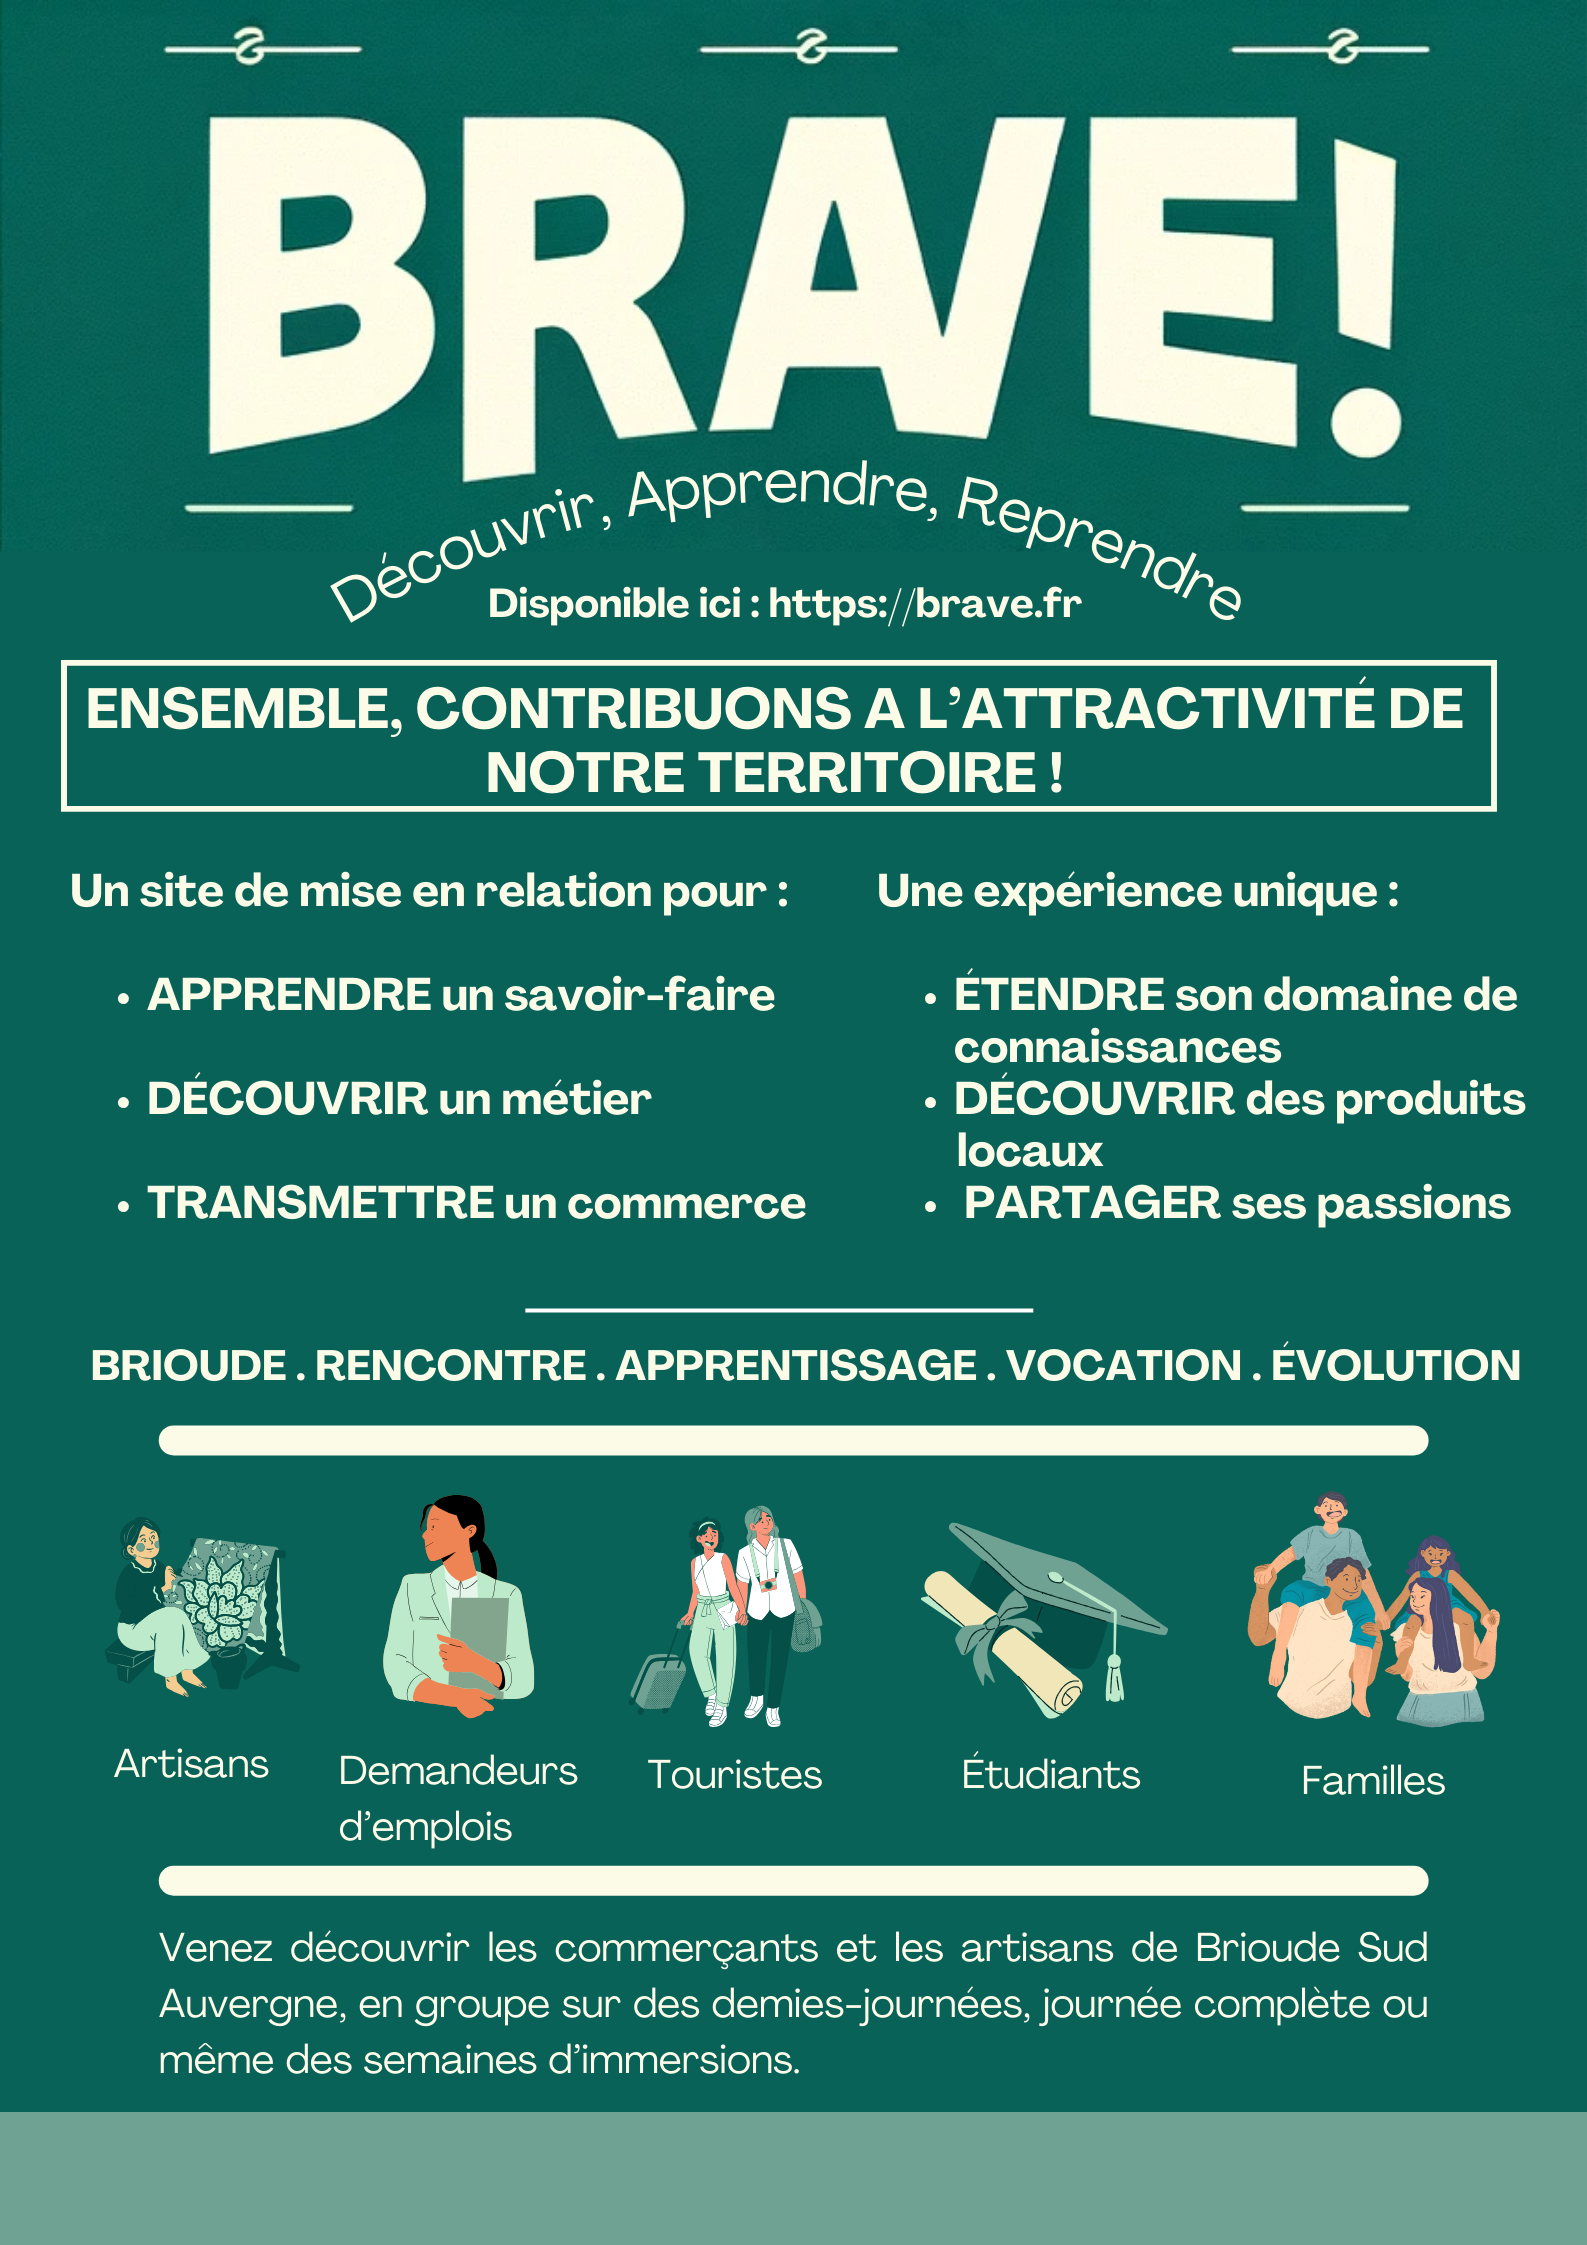 BRAVE!
Découvrir, Apprendre, Reprendre
Disponible ici : https://brave.fr
ENSEMBLE, CONTRIBUONS A L’ATTRACTIVITÉ DE
NOTRE TERRITOIRE !
Un site de mise en relation pour :
• APPRENDRE un savoir-faire
• DÉCOUVRIR un métier
• TRANSMETTRE un commerce
Une expérience unique :
• ÉTENDRE son domaine de
connaissances
• DÉCOUVRIR des produits
locaux
• PARTAGER ses passions
BRIOUDE . RENCONTRE . APPRENTISSAGE . VOCATION . ÉVOLUTION
Artisans
Demandeurs
d’emplois
Touristes
Étudiants
Familles
Venez découvrir les commerçants et les artisans de Brioude Sud
Auvergne, en groupe sur des demies-journées, journée complète ou
même des semaines d’immersions.